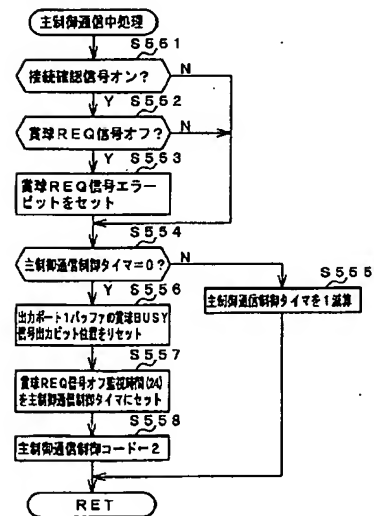 主制御通信中処理
S551
接続確認信号オン?
N
Y
S552
賞球REQ信号オフ?
N
Y
S553
賞球REQ信号エラー
ビットをセット
S554
主制御通信制御タイマ=0?
N
Y
S555
主制御通信制御タイマを1減算
S556
出力ポート1バッファの賞球BUSY
信号出力ビット位置をリセット
S557
賞球REQ信号オフ監視時間(24)
を主制御通信制御タイマにセット
S558
主制御通信制御コード←2
RET